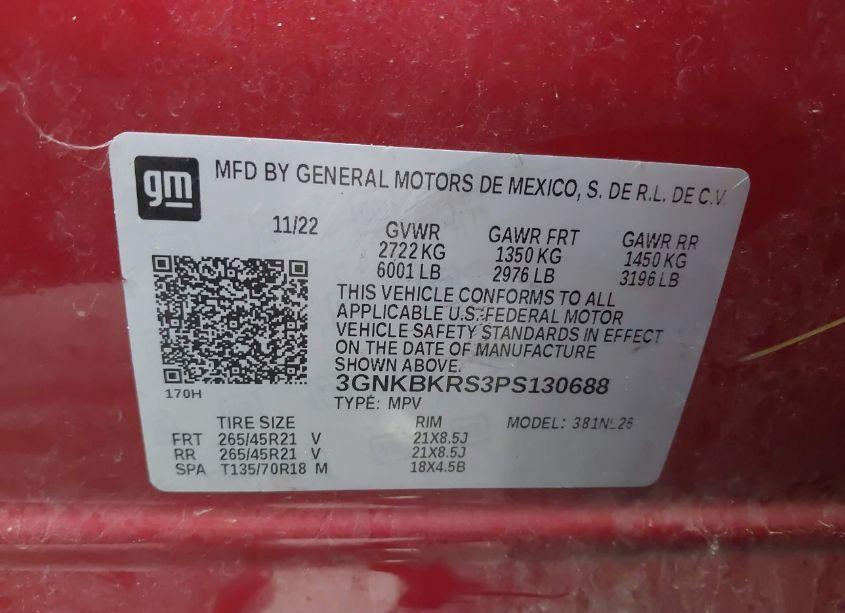 gm MFD BY GENERAL MOTORS DE MEXICO, S. DE R.L. DE C.V.
11/22 GVWR GAWR FRT GAWR RR
2722 KG 1350 KG 1450 KG
6001 LB 2976 LB 3196 LB
THIS VEHICLE CONFORMS TO ALL
APPLICABLE U.S. FEDERAL MOTOR
VEHICLE SAFETY STANDARDS IN EFFECT
ON THE DATE OF MANUFACTURE
SHOWN ABOVE.
170H
3GNKBKRS3PS130688
TYPE: MPV
TIRE SIZE RIM MODEL: 381NL26
FRT 265/45R21 V 21X8.5J
RR 265/45R21 V 21X8.5J
SPA T135/70R18 M 18X4.5B